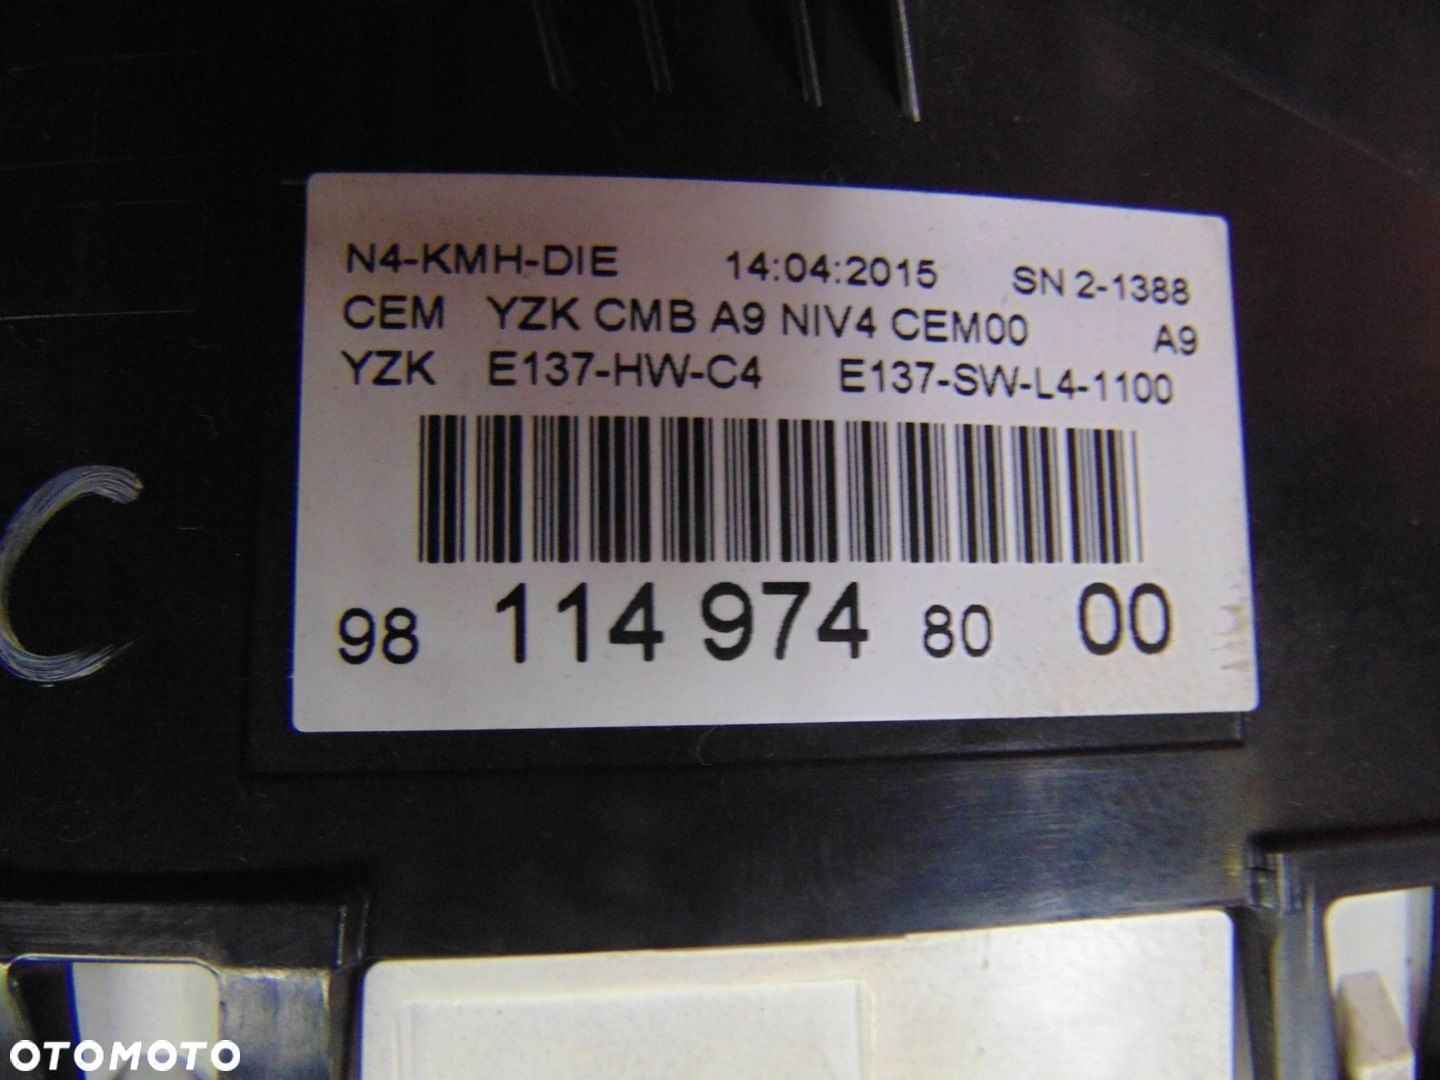 N4-KMH-DIE 14:04:2015 SN 2-1388
CEM YZK CMB A9 NIV4 CEM00 A9
YZK E137-HW-C4 E137-SW-L4-1100
98 114 974 80 00
C
OTOMOTO